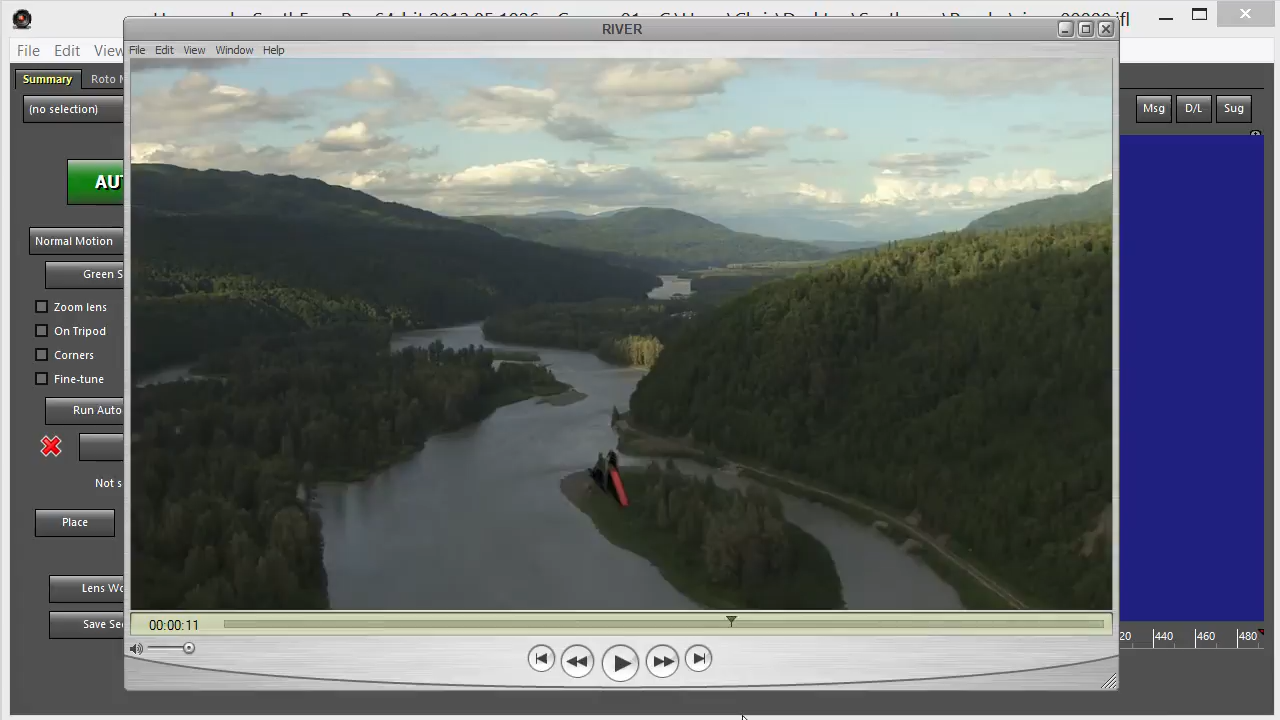 RIVER
File Edit View Window Help
File Edit View
Summary Roto M
(no selection)
Msg D/L Sug
AUT
Normal Motion
Green S
Zoom lens
On Tripod
Corners
Fine-tune
Run Auto
Not s
Place
Lens Wo
Save Se
00:00:11
20 440 460 480